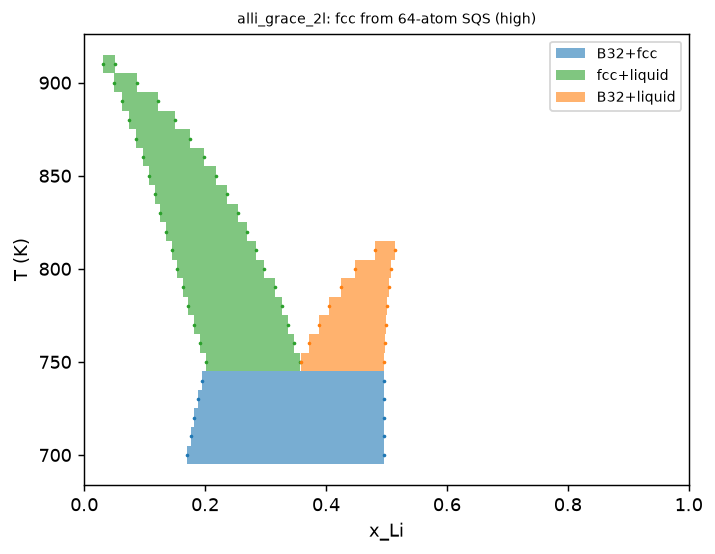 alli_grace_2l: fcc from 64-atom SQS (high)
B32+fcc
fcc+liquid
B32+liquid
900
850
800
750
700
T (K)
0.0 0.2 0.4 0.6 0.8 1.0
x_Li